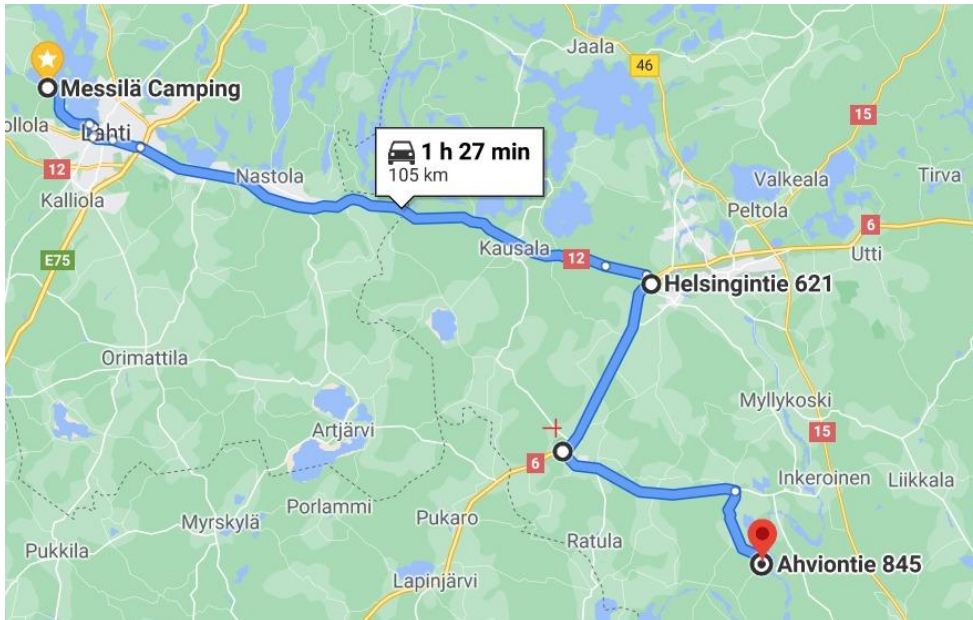 Jaala
46
Messilä Camping
15
ollola
Lahti
1 h 27 min
105 km
12
Nastola
Valkeala
Tirva
Kalliola
Peltola
6
Kausala
12
Utti
E75
Helsingintie 621
Orimattila
Myllykoski
Artjärvi
15
6
Inkeroinen
Liikkala
Porlammi
Myrskylä
Pukaro
Ratula
Pukkila
Ahviontie 845
Lapinjärvi